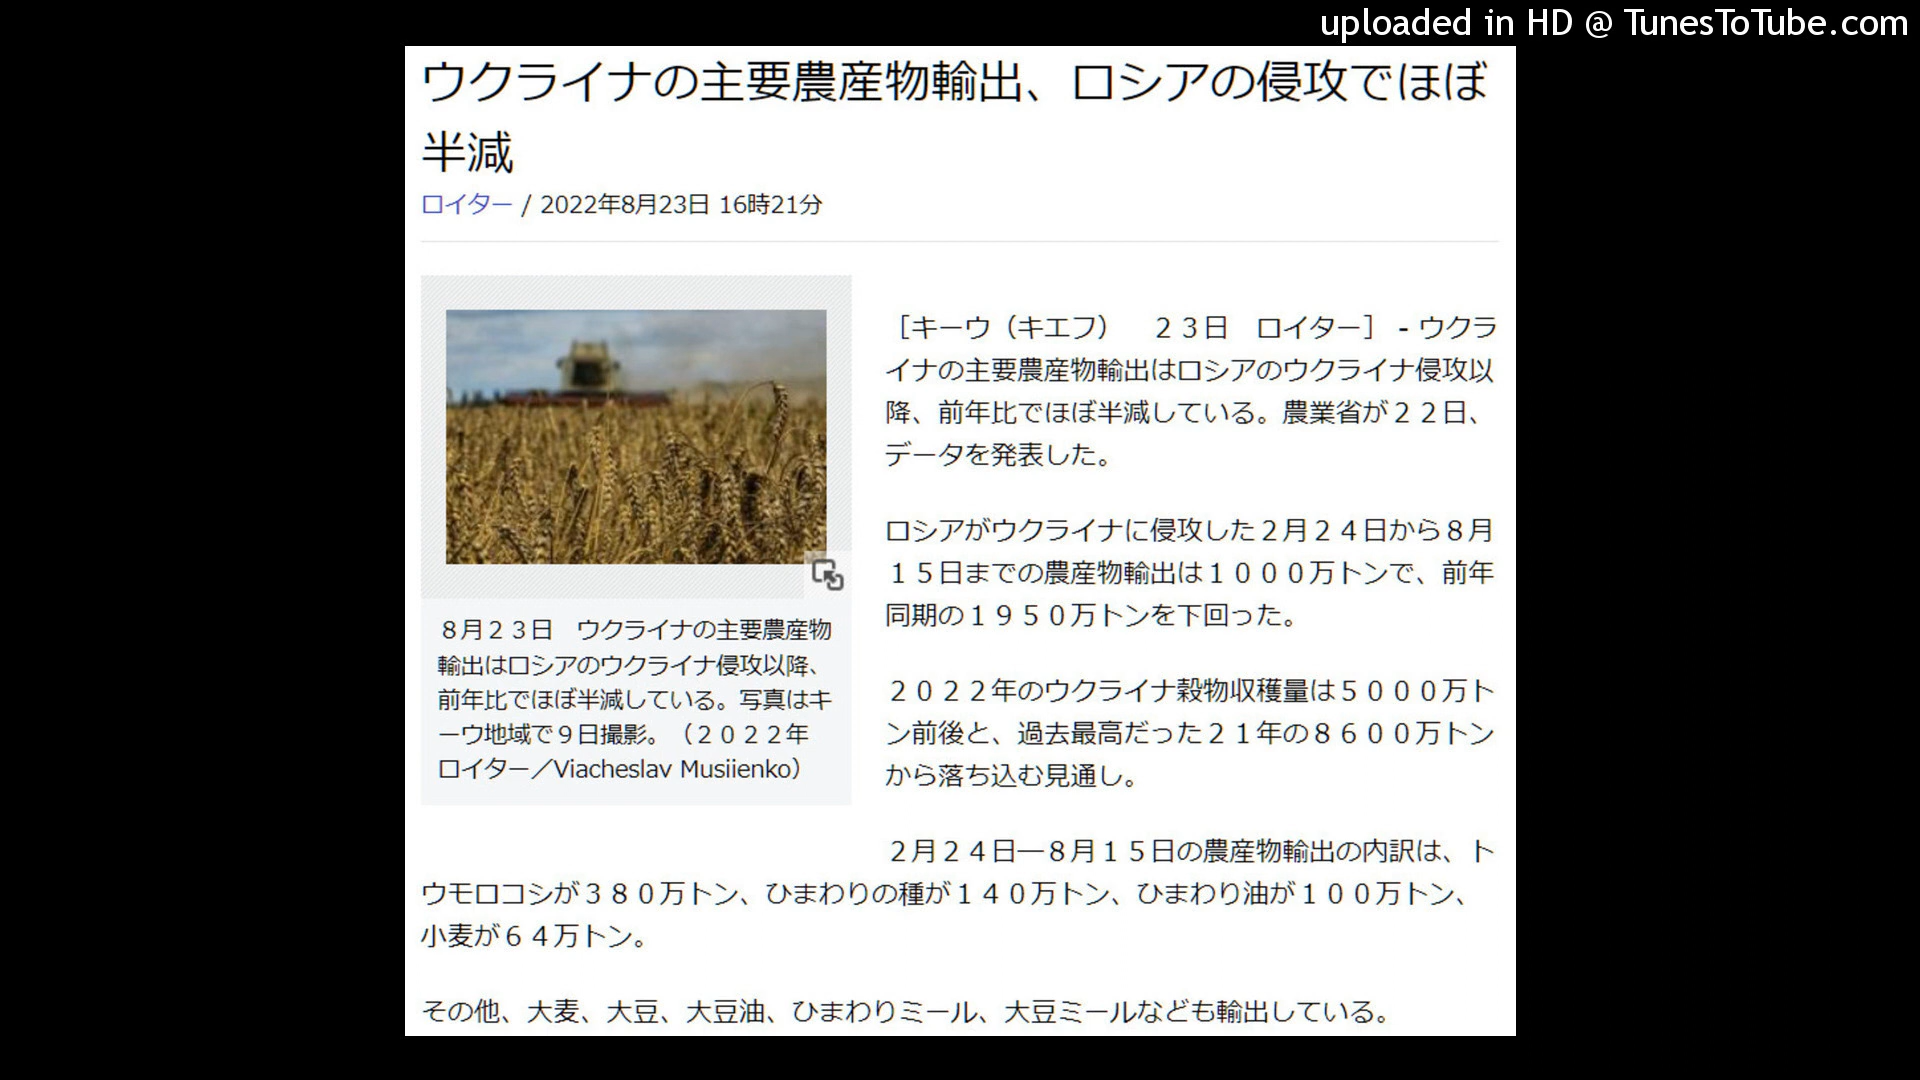 uploaded in HD @ TunesToTube.com
ウクライナの主要農産物輸出、ロシアの侵攻でほぼ
半減
ロイター / 2022年8月23日 16時21分
８月２３日　ウクライナの主要農産物
輸出はロシアのウクライナ侵攻以降、
前年比でほぼ半減している。写真はキ
ーウ地域で９日撮影。（２０２２年
ロイター／Viacheslav Musiienko）
［キーウ（キエフ）　２３日　ロイター］ - ウクラ
イナの主要農産物輸出はロシアのウクライナ侵攻以
降、前年比でほぼ半減している。農業省が２２日、
データを発表した。
ロシアがウクライナに侵攻した２月２４日から８月
１５日までの農産物輸出は１０００万トンで、前年
同期の１９５０万トンを下回った。
２０２２年のウクライナ穀物収穫量は５０００万ト
ン前後と、過去最高だった２１年の８６００万トン
から落ち込む見通し。
２月２４日―８月１５日の農産物輸出の内訳は、ト
ウモロコシが３８０万トン、ひまわりの種が１４０万トン、ひまわり油が１００万トン、
小麦が６４万トン。
その他、大麦、大豆、大豆油、ひまわりミール、大豆ミールなども輸出している。